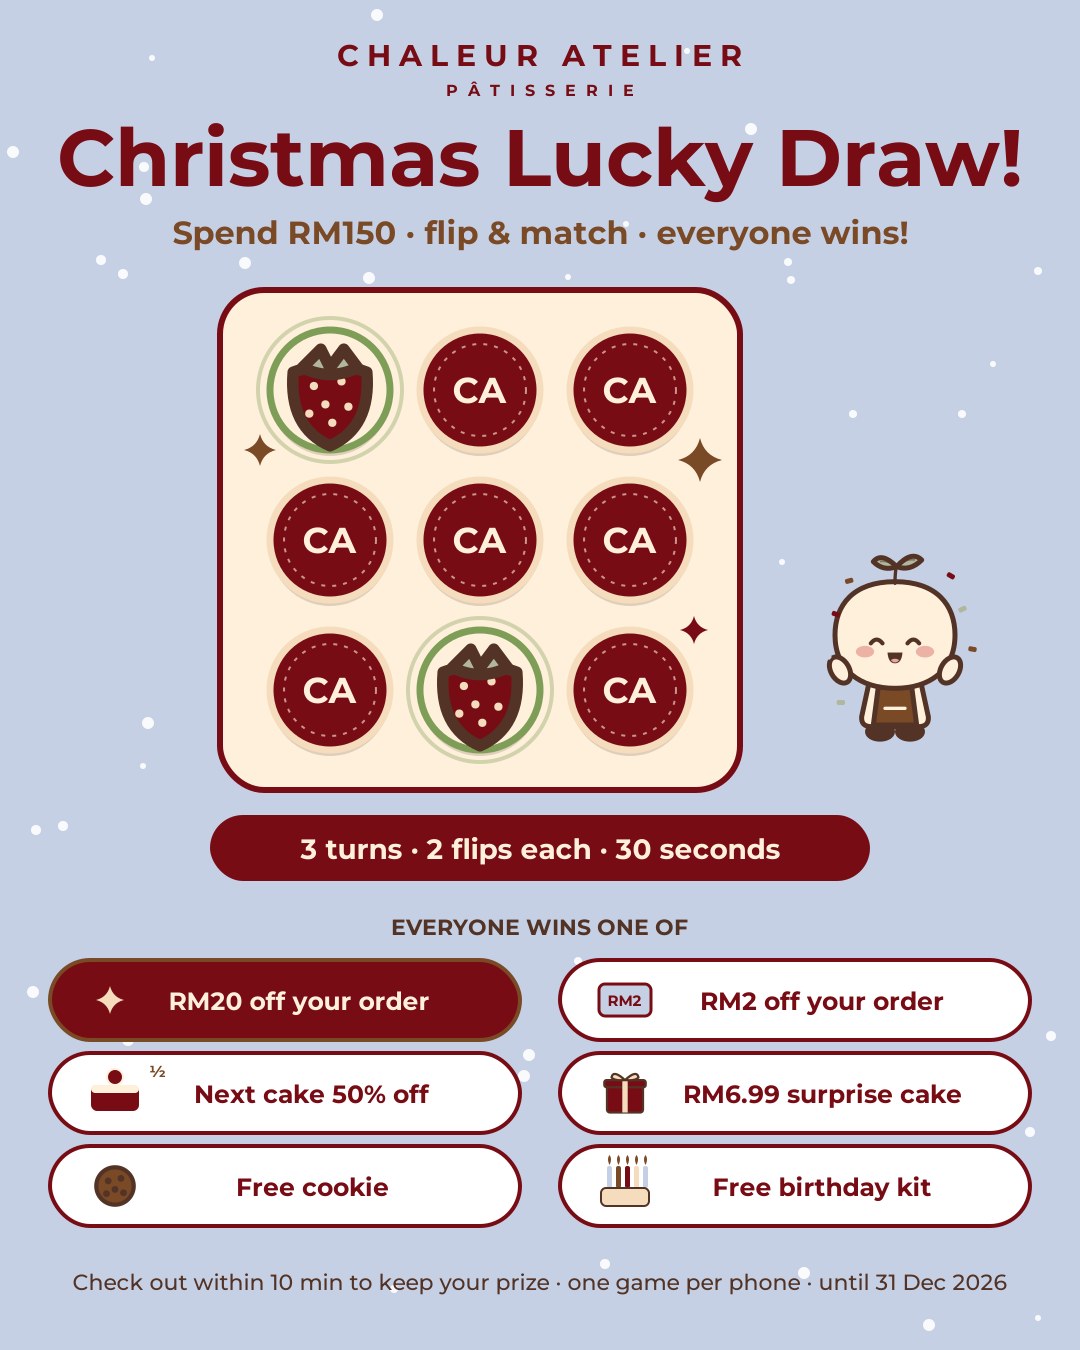 CHALEUR ATELIER
PÂTISSERIE
Christmas Lucky Draw!
Spend RM150 · flip & match · everyone wins!
CA CA
CA CA CA
CA CA
3 turns · 2 flips each · 30 seconds
EVERYONE WINS ONE OF
RM20 off your order
RM2 RM2 off your order
½ Next cake 50% off
RM6.99 surprise cake
Free cookie
Free birthday kit
Check out within 10 min to keep your prize · one game per phone · until 31 Dec 2026